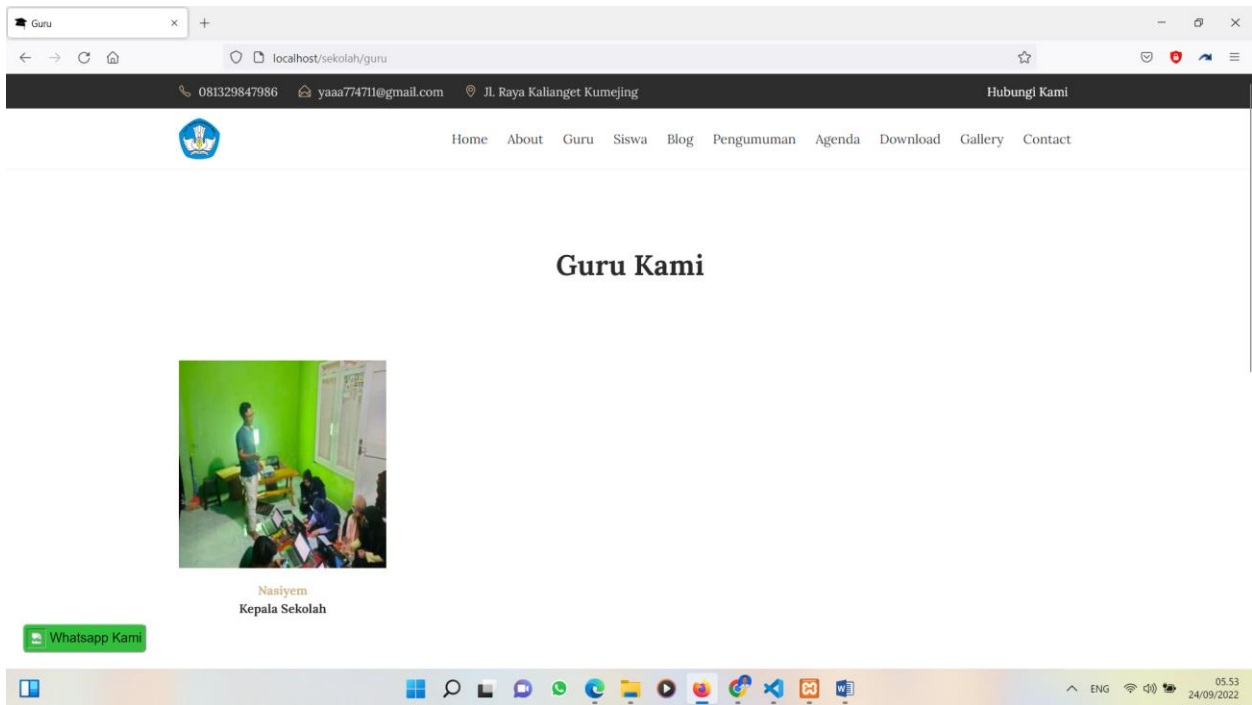 Guru
localhost/sekolah/guru
081329847986 yaaa774711@gmail.com Jl. Raya Kalianget Kumejing Hubungi Kami
Home About Guru Siswa Blog Pengumuman Agenda Download Gallery Contact
Guru Kami
Nasiyem
Kepala Sekolah
Whatsapp Kami
ENG 05.53
24/09/2022